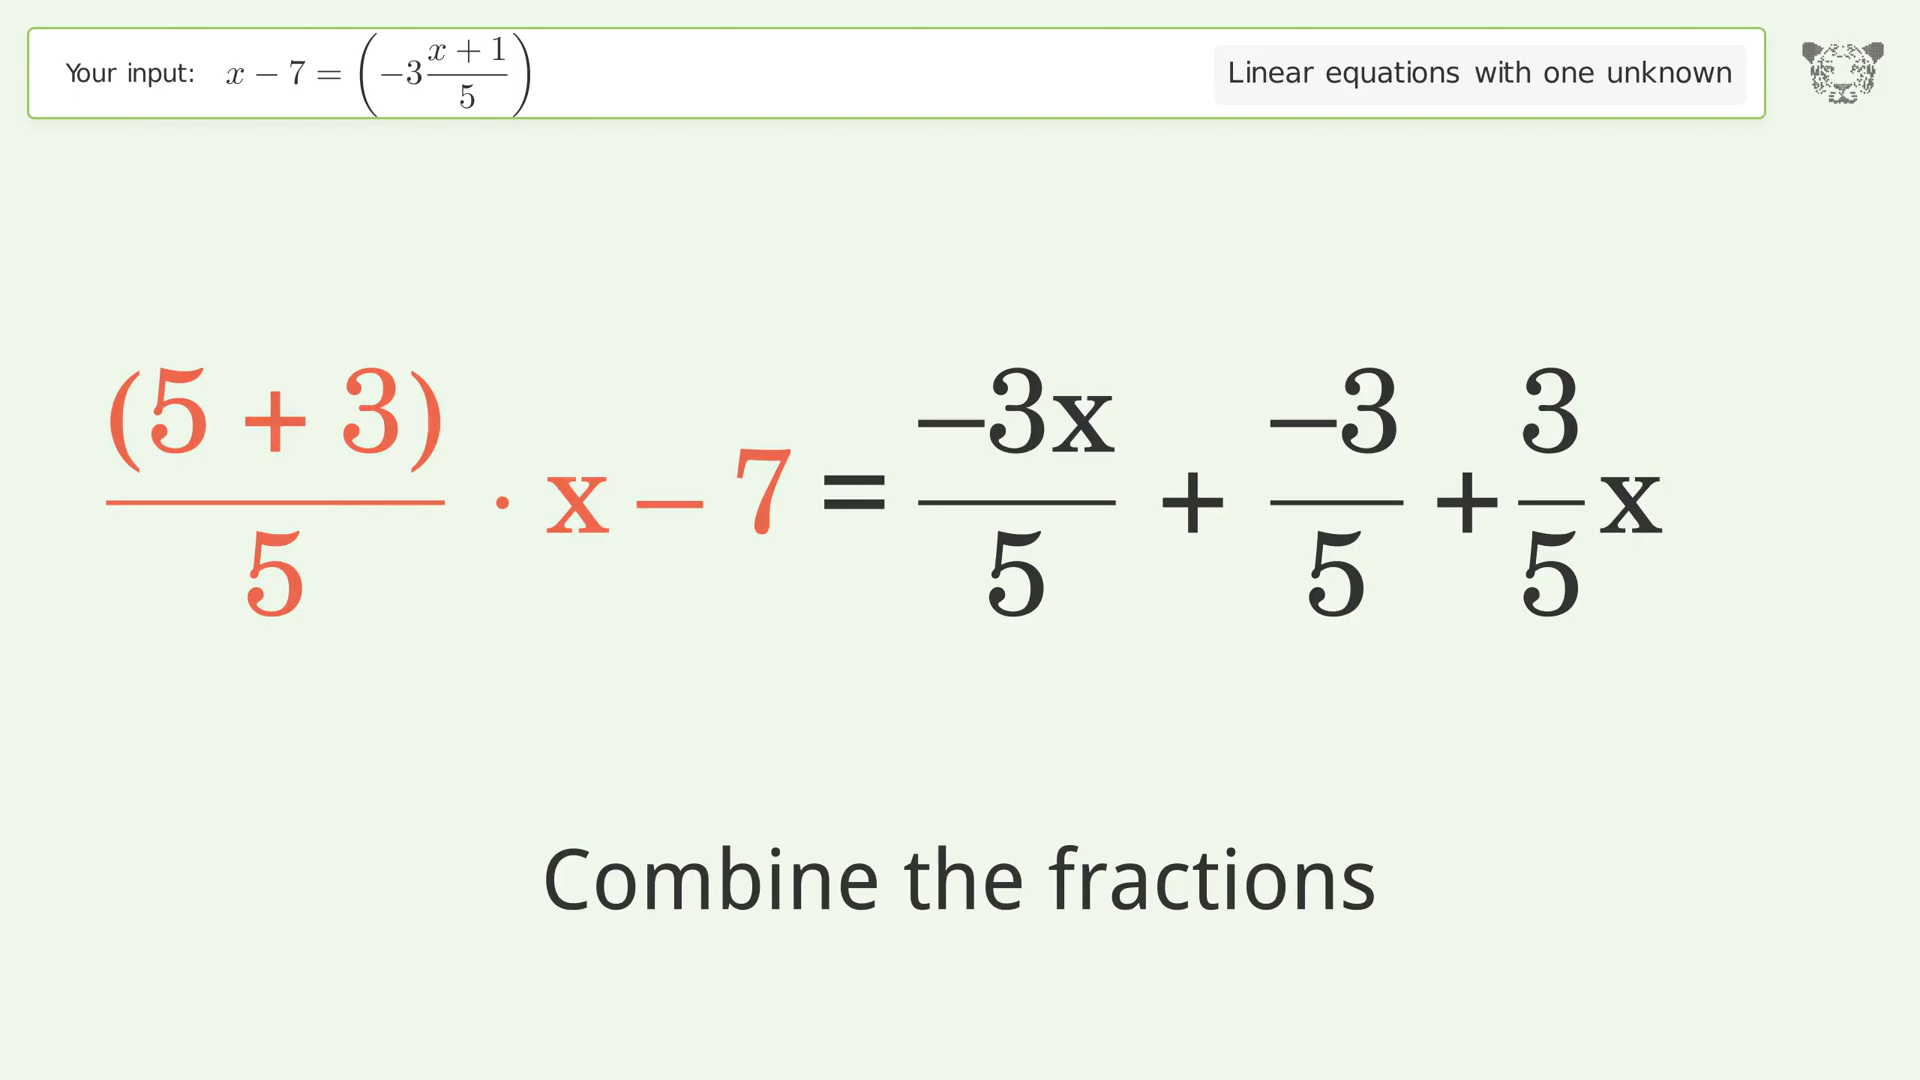 Your input: x − 7 = (−3 (x + 1)/5)
Linear equations with one unknown
(5 + 3)/5 · x − 7 = −3x/5 + −3/5 + 3/5 x
Combine the fractions